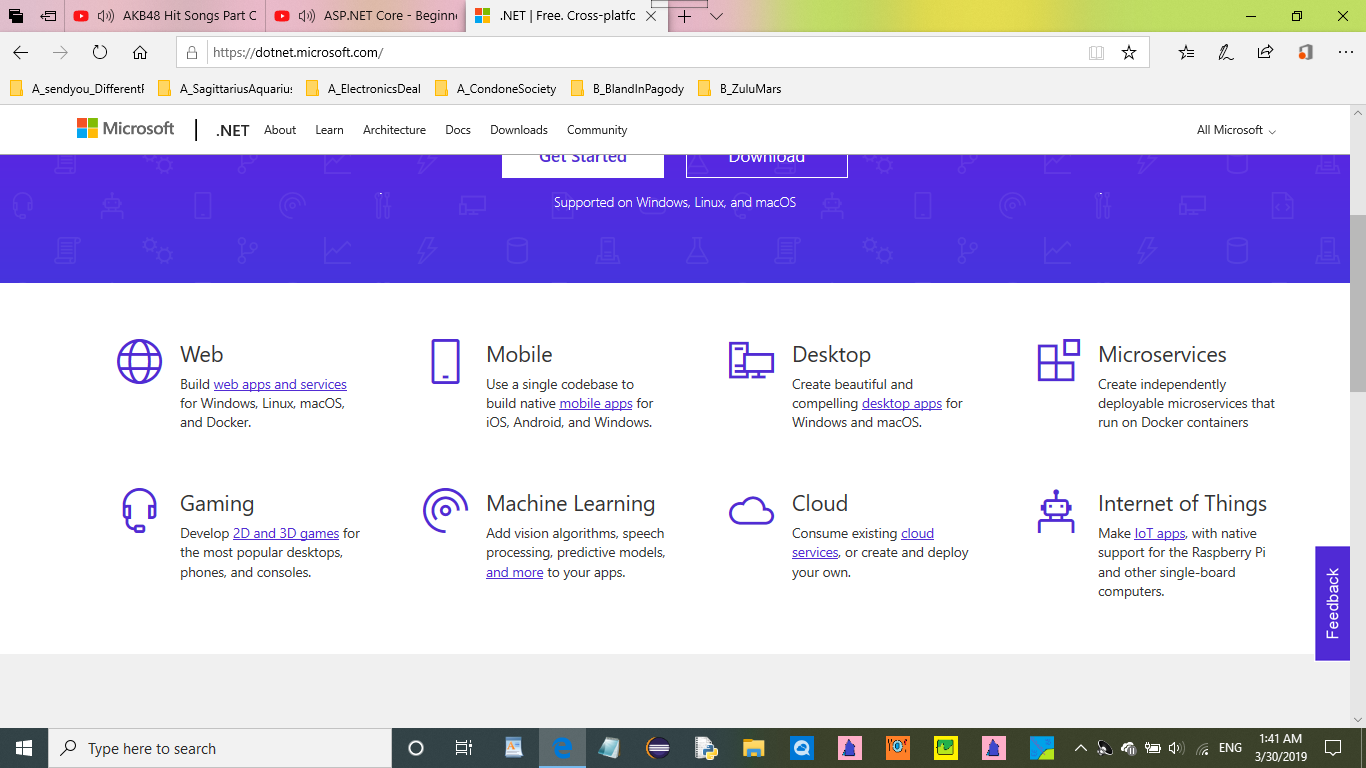 AKB48 Hit Songs Part C
ASP.NET Core - Beginne
.NET | Free. Cross-platfo
https://dotnet.microsoft.com/
A_sendyou_DifferentF
A_SagittariusAquarius
A_ElectronicsDeal
A_CondoneSociety
B_BlandInPagody
B_ZuluMars
Microsoft
.NET
About
Learn
Architecture
Docs
Downloads
Community
All Microsoft
Get Started
Download
Supported on Windows, Linux, and macOS
Web
Build web apps and services
for Windows, Linux, macOS,
and Docker.
Mobile
Use a single codebase to
build native mobile apps for
iOS, Android, and Windows.
Desktop
Create beautiful and
compelling desktop apps for
Windows and macOS.
Microservices
Create independently
deployable microservices that
run on Docker containers
Gaming
Develop 2D and 3D games for
the most popular desktops,
phones, and consoles.
Machine Learning
Add vision algorithms, speech
processing, predictive models,
and more to your apps.
Cloud
Consume existing cloud
services, or create and deploy
your own.
Internet of Things
Make IoT apps, with native
support for the Raspberry Pi
and other single-board
computers.
Feedback
Type here to search
ENG
1:41 AM
3/30/2019